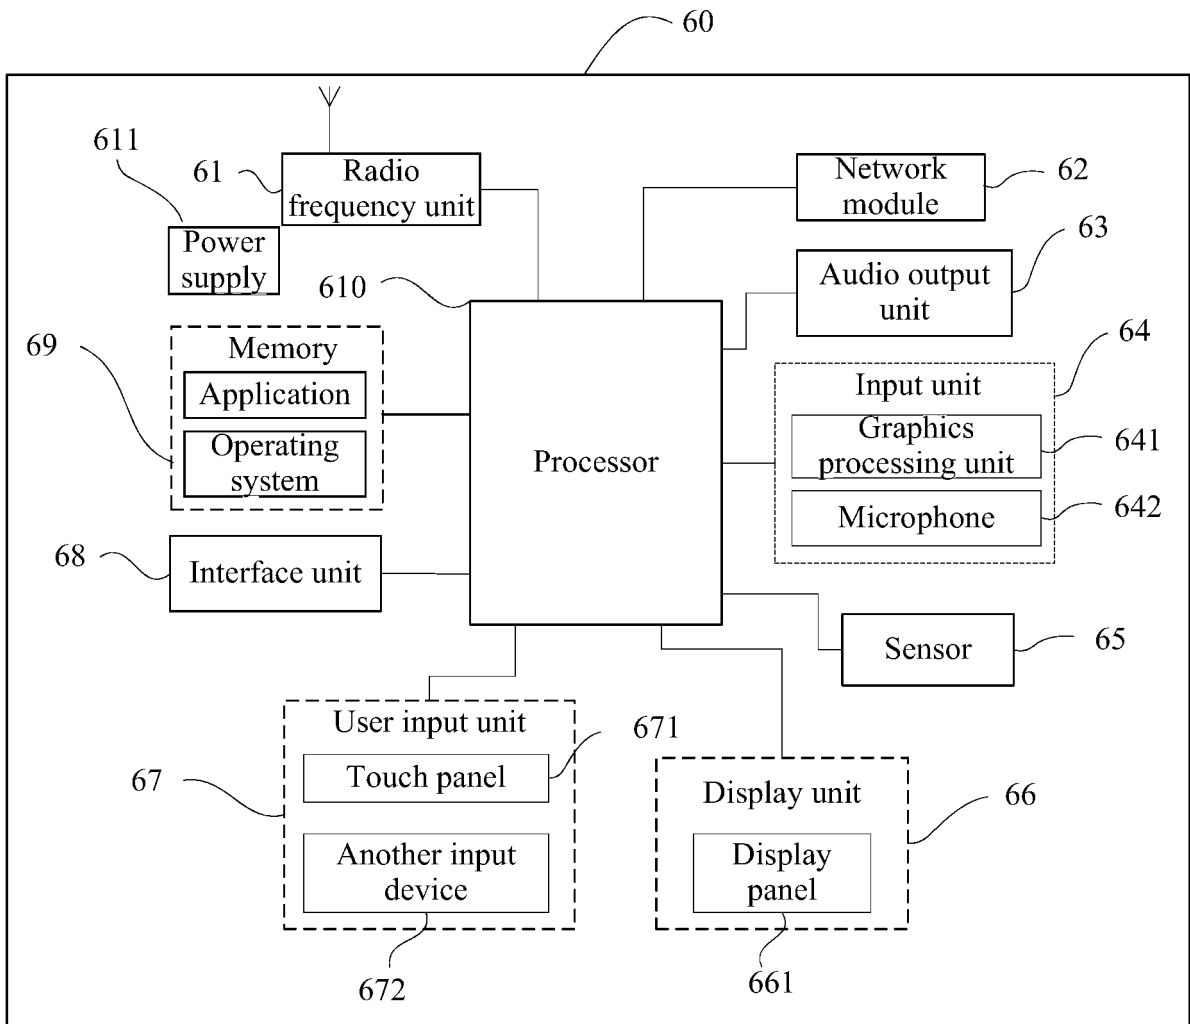 60
611
61
Radio
frequency unit
Network
module
62
Power
supply
63
Audio output
unit
610
69
Memory
Application
Operating
system
Processor
64
Input unit
Graphics
processing unit
641
Microphone
642
68
Interface unit
Sensor
65
User input unit
671
67
Touch panel
Another input
device
672
Display unit
66
Display
panel
661